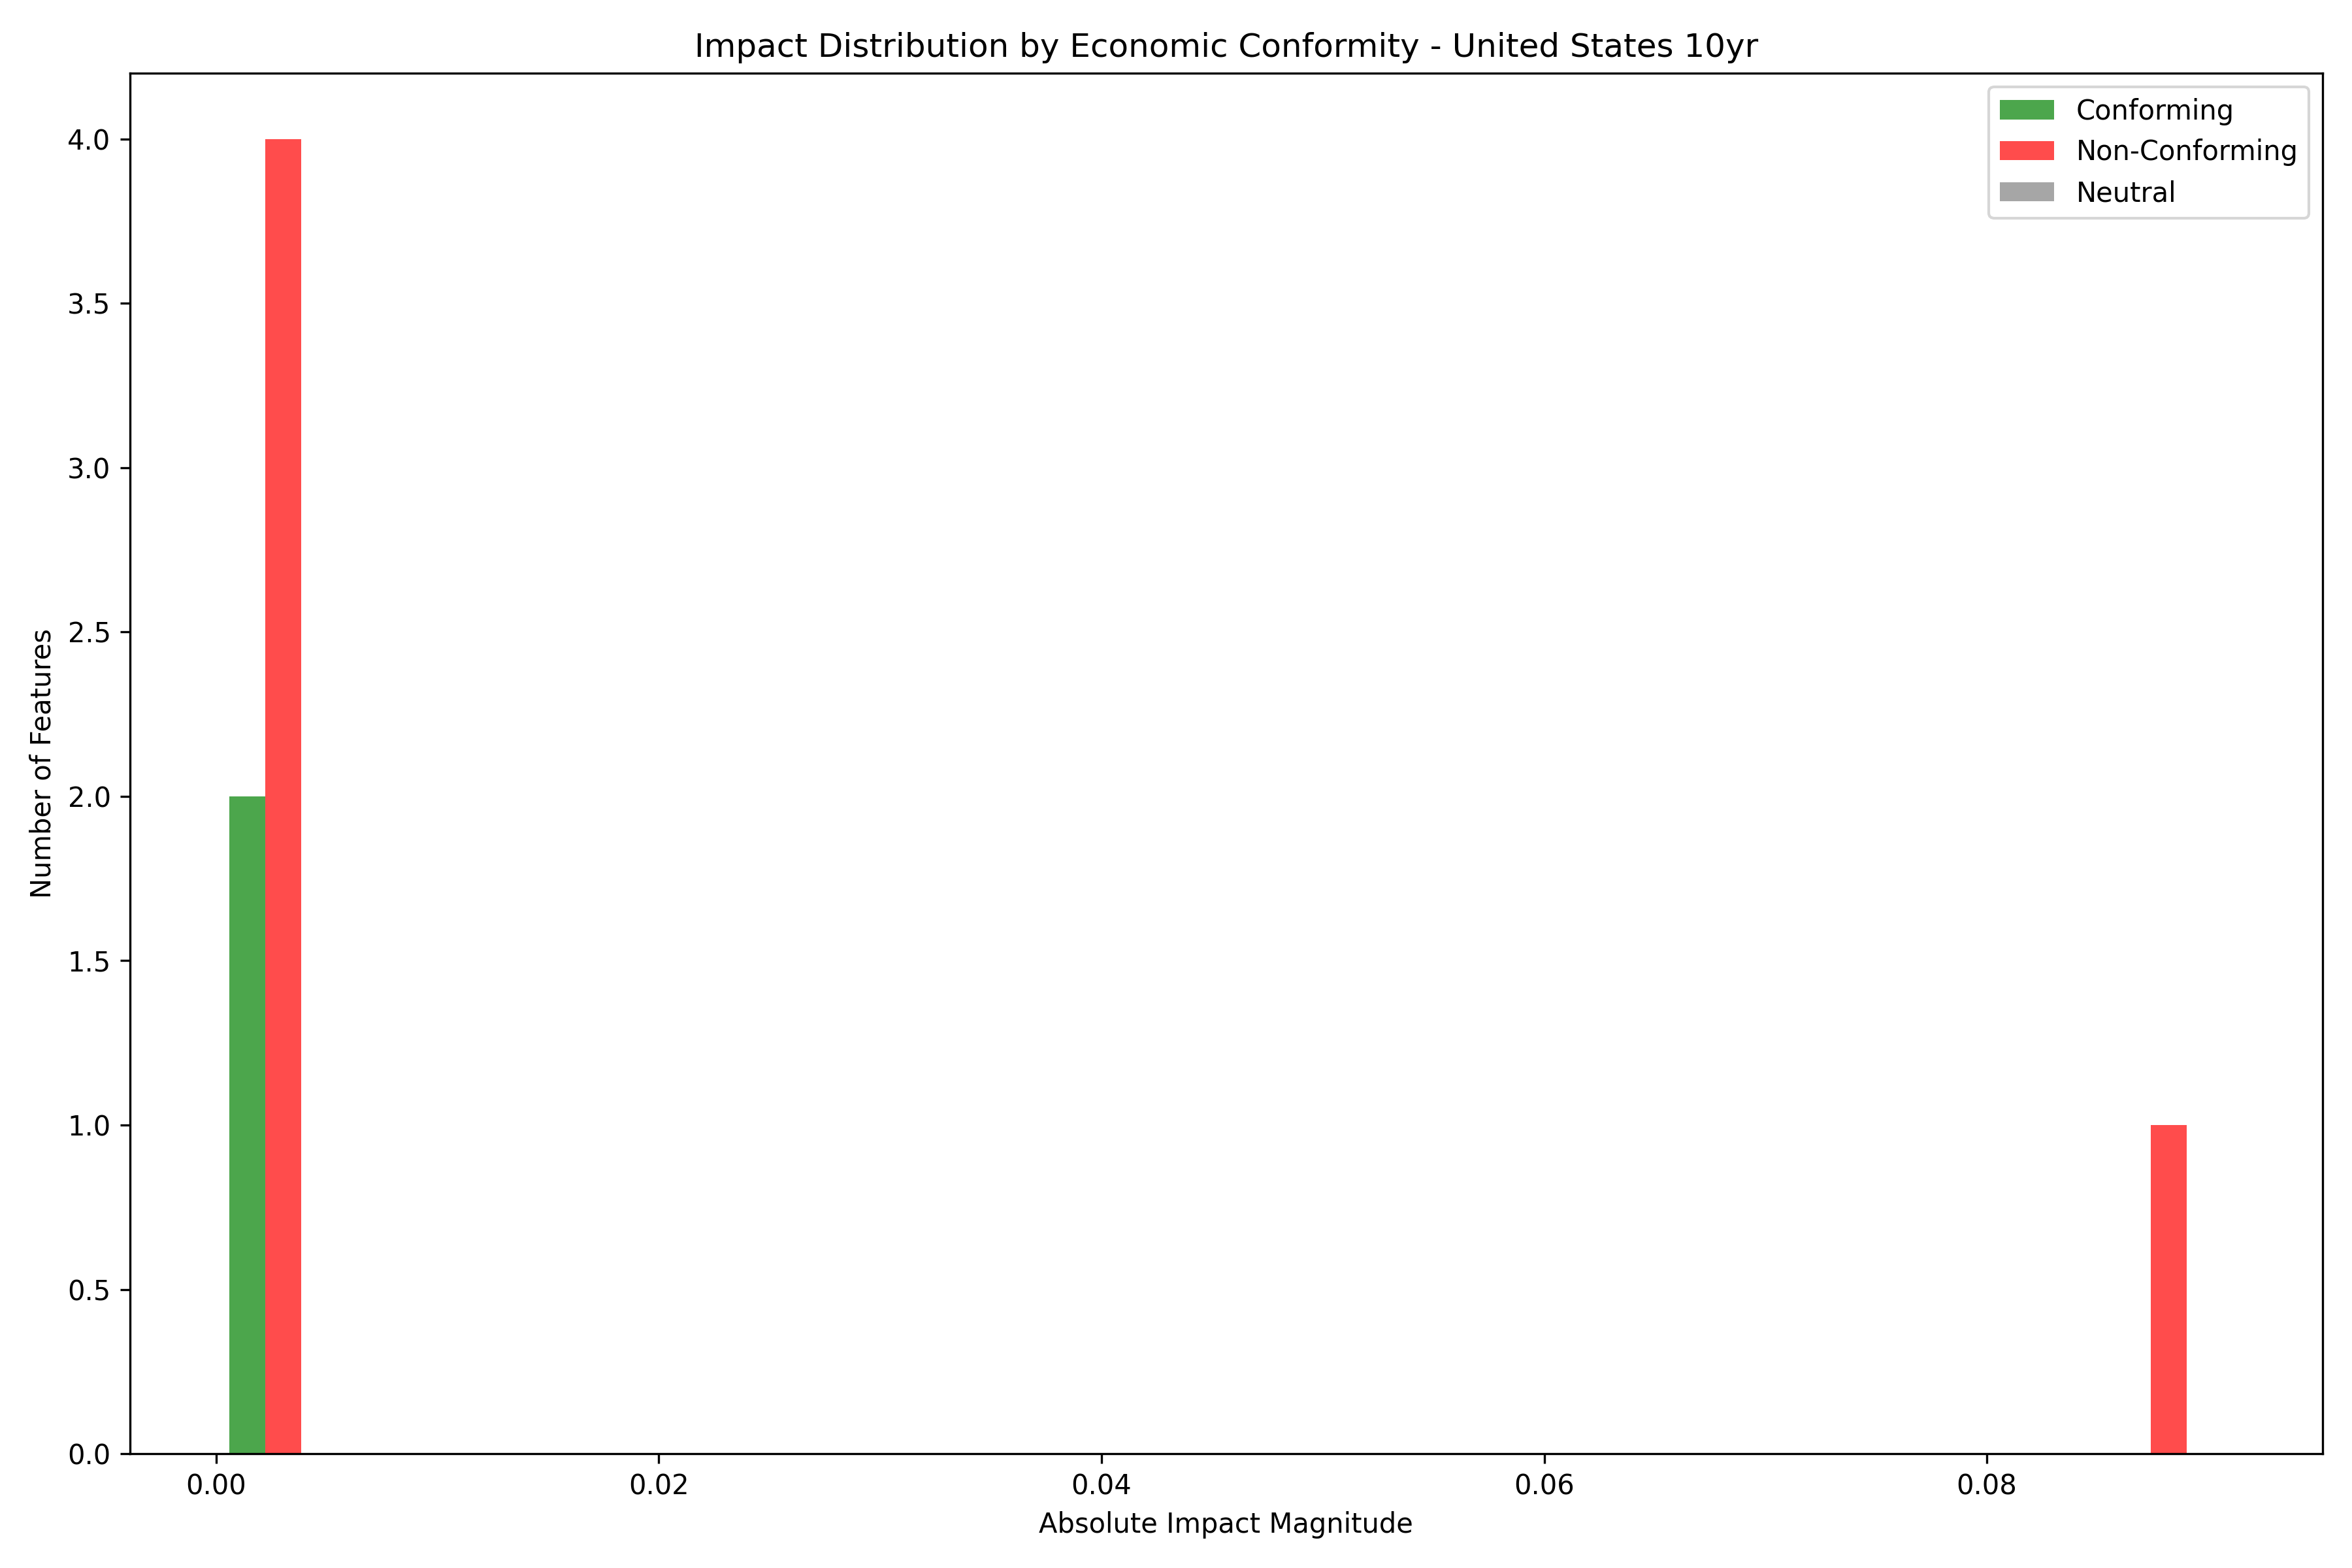 Impact Distribution by Economic Conformity - United States 10yr
Conforming
Non-Conforming
Neutral
4.0
3.5
3.0
2.5
2.0
1.5
1.0
0.5
0.0
Number of Features
0.00 0.02 0.04 0.06 0.08
Absolute Impact Magnitude